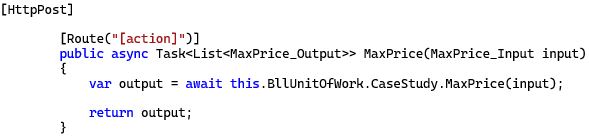 [HttpPost]
[Route("[action]")]
public async Task<List<MaxPrice_Output>> MaxPrice(MaxPrice_Input input)
{
var output = await this.BllUnitOfWork.CaseStudy.MaxPrice(input);
return output;
}